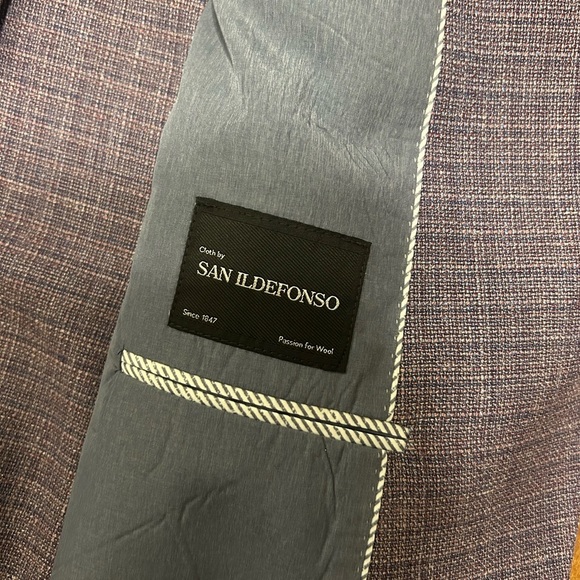 Cloth by
SAN ILDEFONSO
Since 1847
Passion for Wool